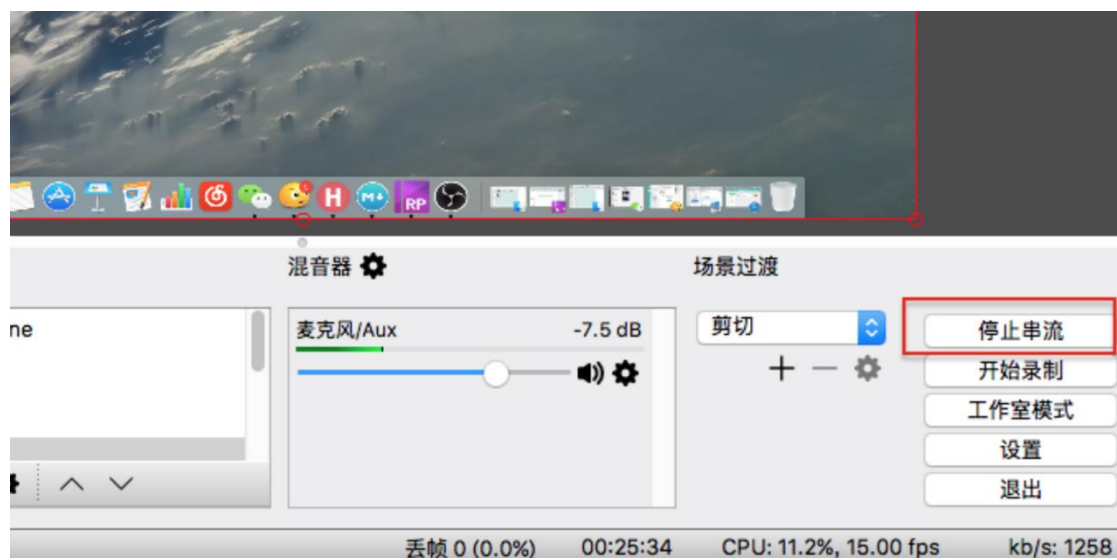 H
M+
RP
混音器
场景过渡
ne
麦克风/Aux
-7.5 dB
剪切
停止串流
开始录制
工作室模式
设置
退出
丢帧 0 (0.0%)
00:25:34
CPU: 11.2%, 15.00 fps
kb/s: 1258